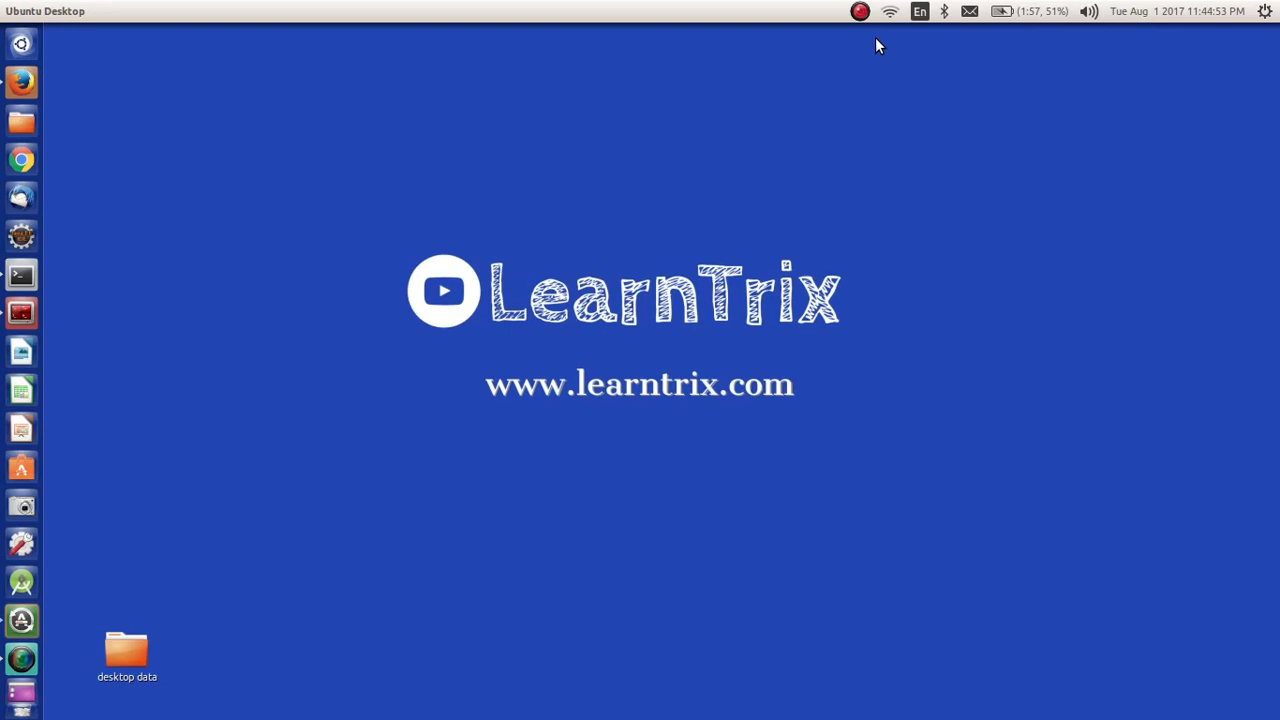 Ubuntu Desktop
En
(1:57, 51%)
Tue Aug 1 2017 11:44:53 PM
LearnTrix
www.learntrix.com
desktop data